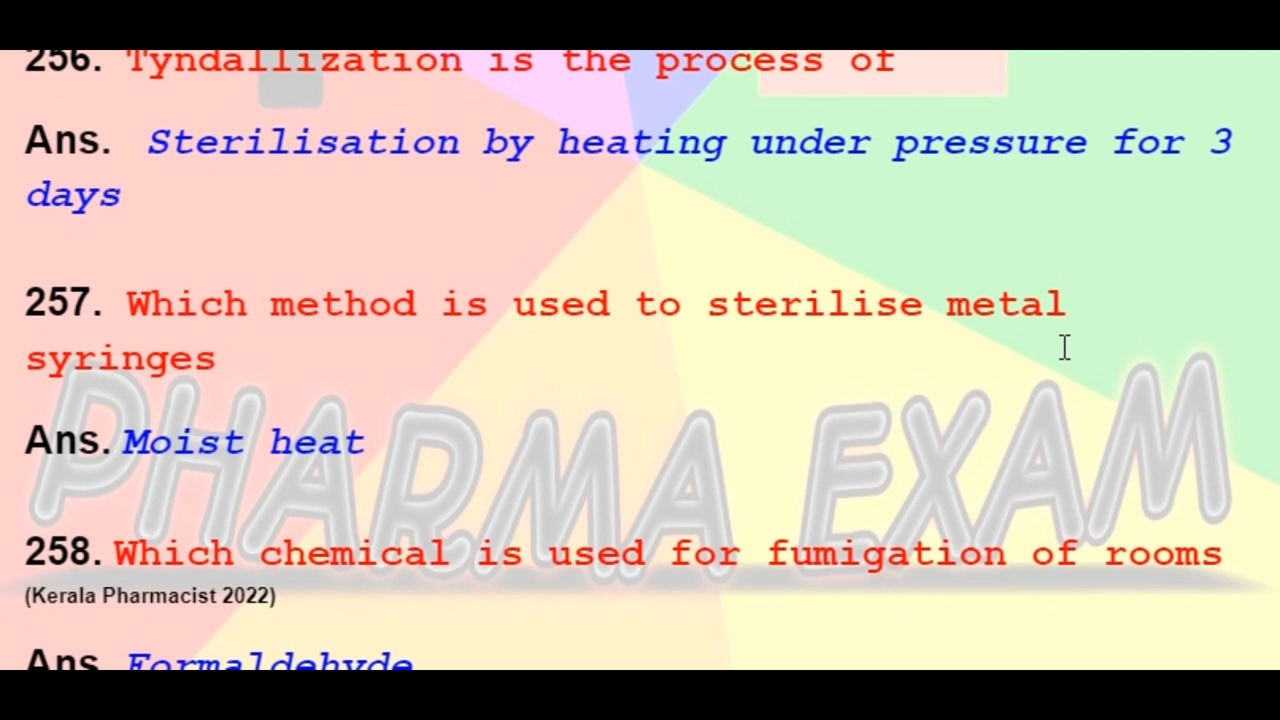 256. Tyndallization is the process of
Ans. Sterilisation by heating under pressure for 3
days
257. Which method is used to sterilise metal
syringes
Ans. Moist heat
PHARMA EXAM
258. Which chemical is used for fumigation of rooms
(Kerala Pharmacist 2022)
Ans. Formaldehyde